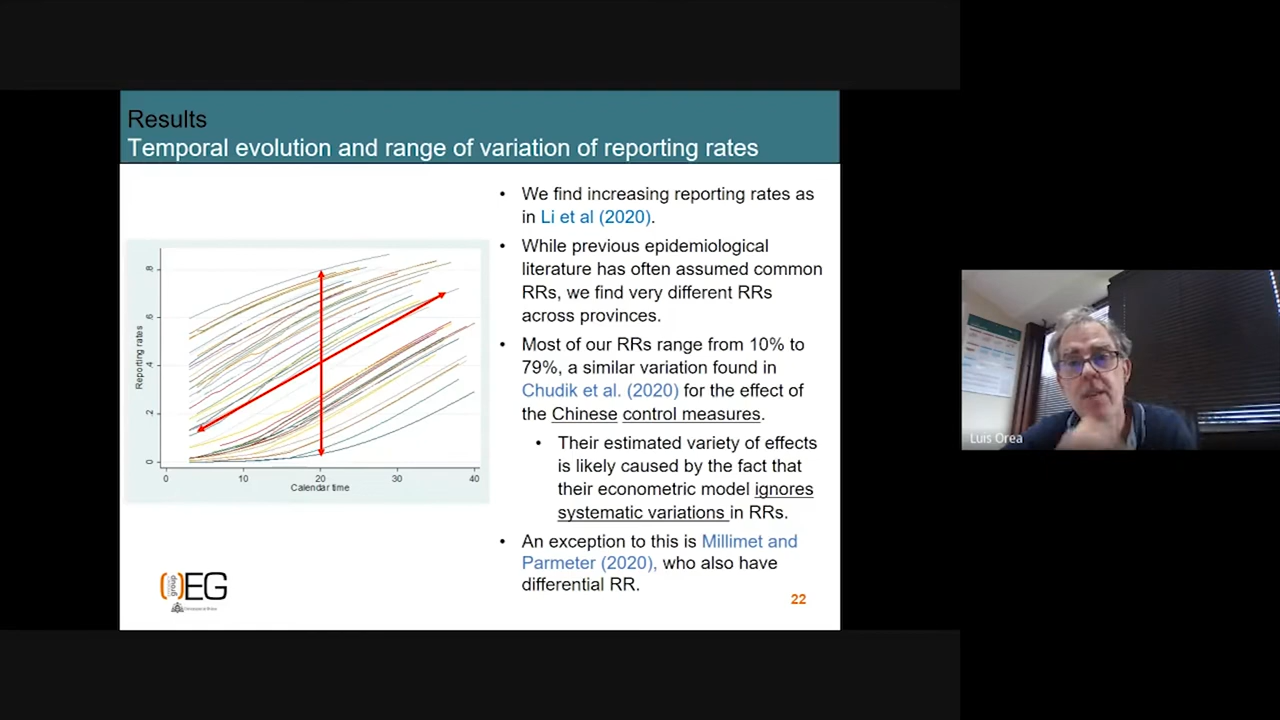 Results
Temporal evolution and range of variation of reporting rates
• We find increasing reporting rates as
in Li et al (2020).
• While previous epidemiological
literature has often assumed common
RRs, we find very different RRs
across provinces.
• Most of our RRs range from 10% to
79%, a similar variation found in
Chudik et al. (2020) for the effect of
the Chinese control measures.
• Their estimated variety of effects
is likely caused by the fact that
their econometric model ignores
systematic variations in RRs.
• An exception to this is Millimet and
Parmeter (2020), who also have
differential RR.
Reporting rates
.8
.6
.4
.2
0
0 10 20 30 40
Calendar time
group
EG
22
Luis Orea